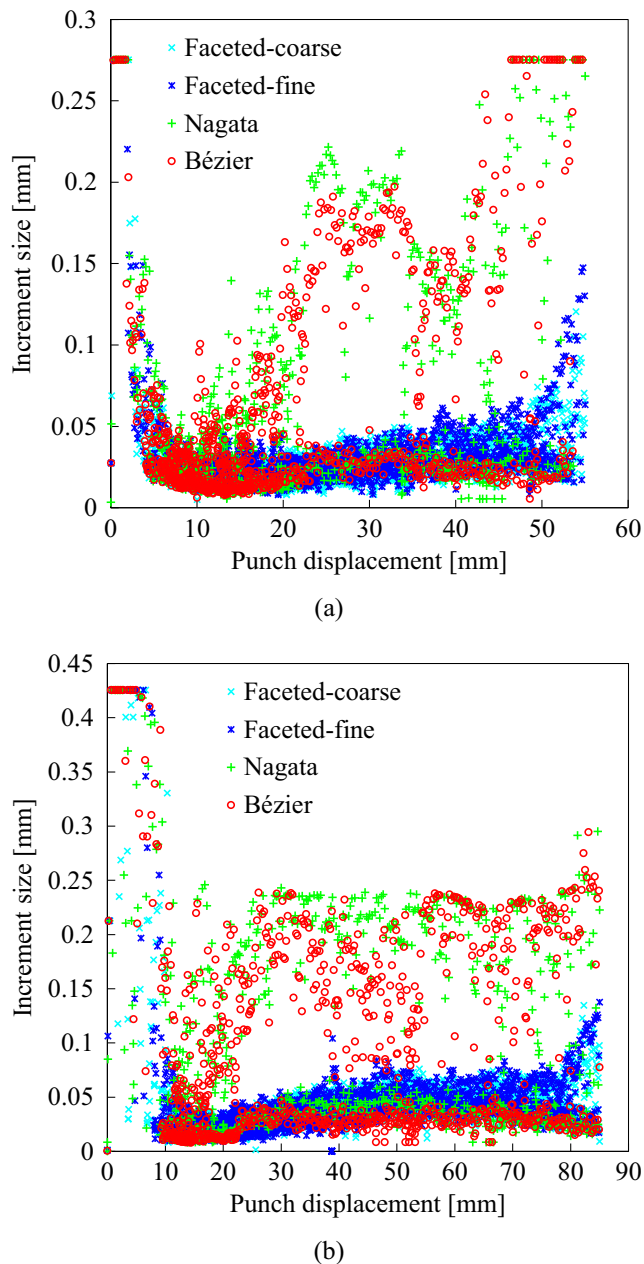 0.3
0.25
0.2
0.15
0.1
0.05
0
Increment size [mm]
Faceted-coarse
Faceted-fine
Nagata
Bézier
0 10 20 30 40 50 60
Punch displacement [mm]
(a)
0.45
0.4
0.35
0.3
0.25
0.2
0.15
0.1
0.05
0
Increment size [mm]
Faceted-coarse
Faceted-fine
Nagata
Bézier
0 10 20 30 40 50 60 70 80 90
Punch displacement [mm]
(b)